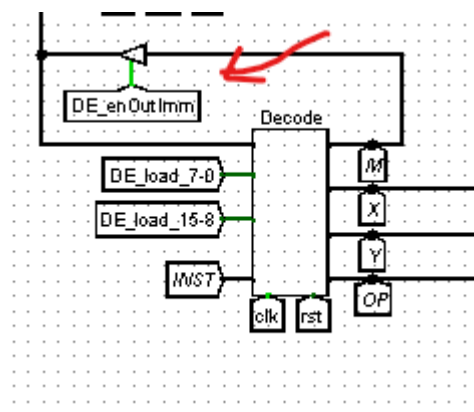 DE_enOutImm
Decode
M
DE_load_7-0
X
DE_load_15-8
Y
INST
OP
clk
rst